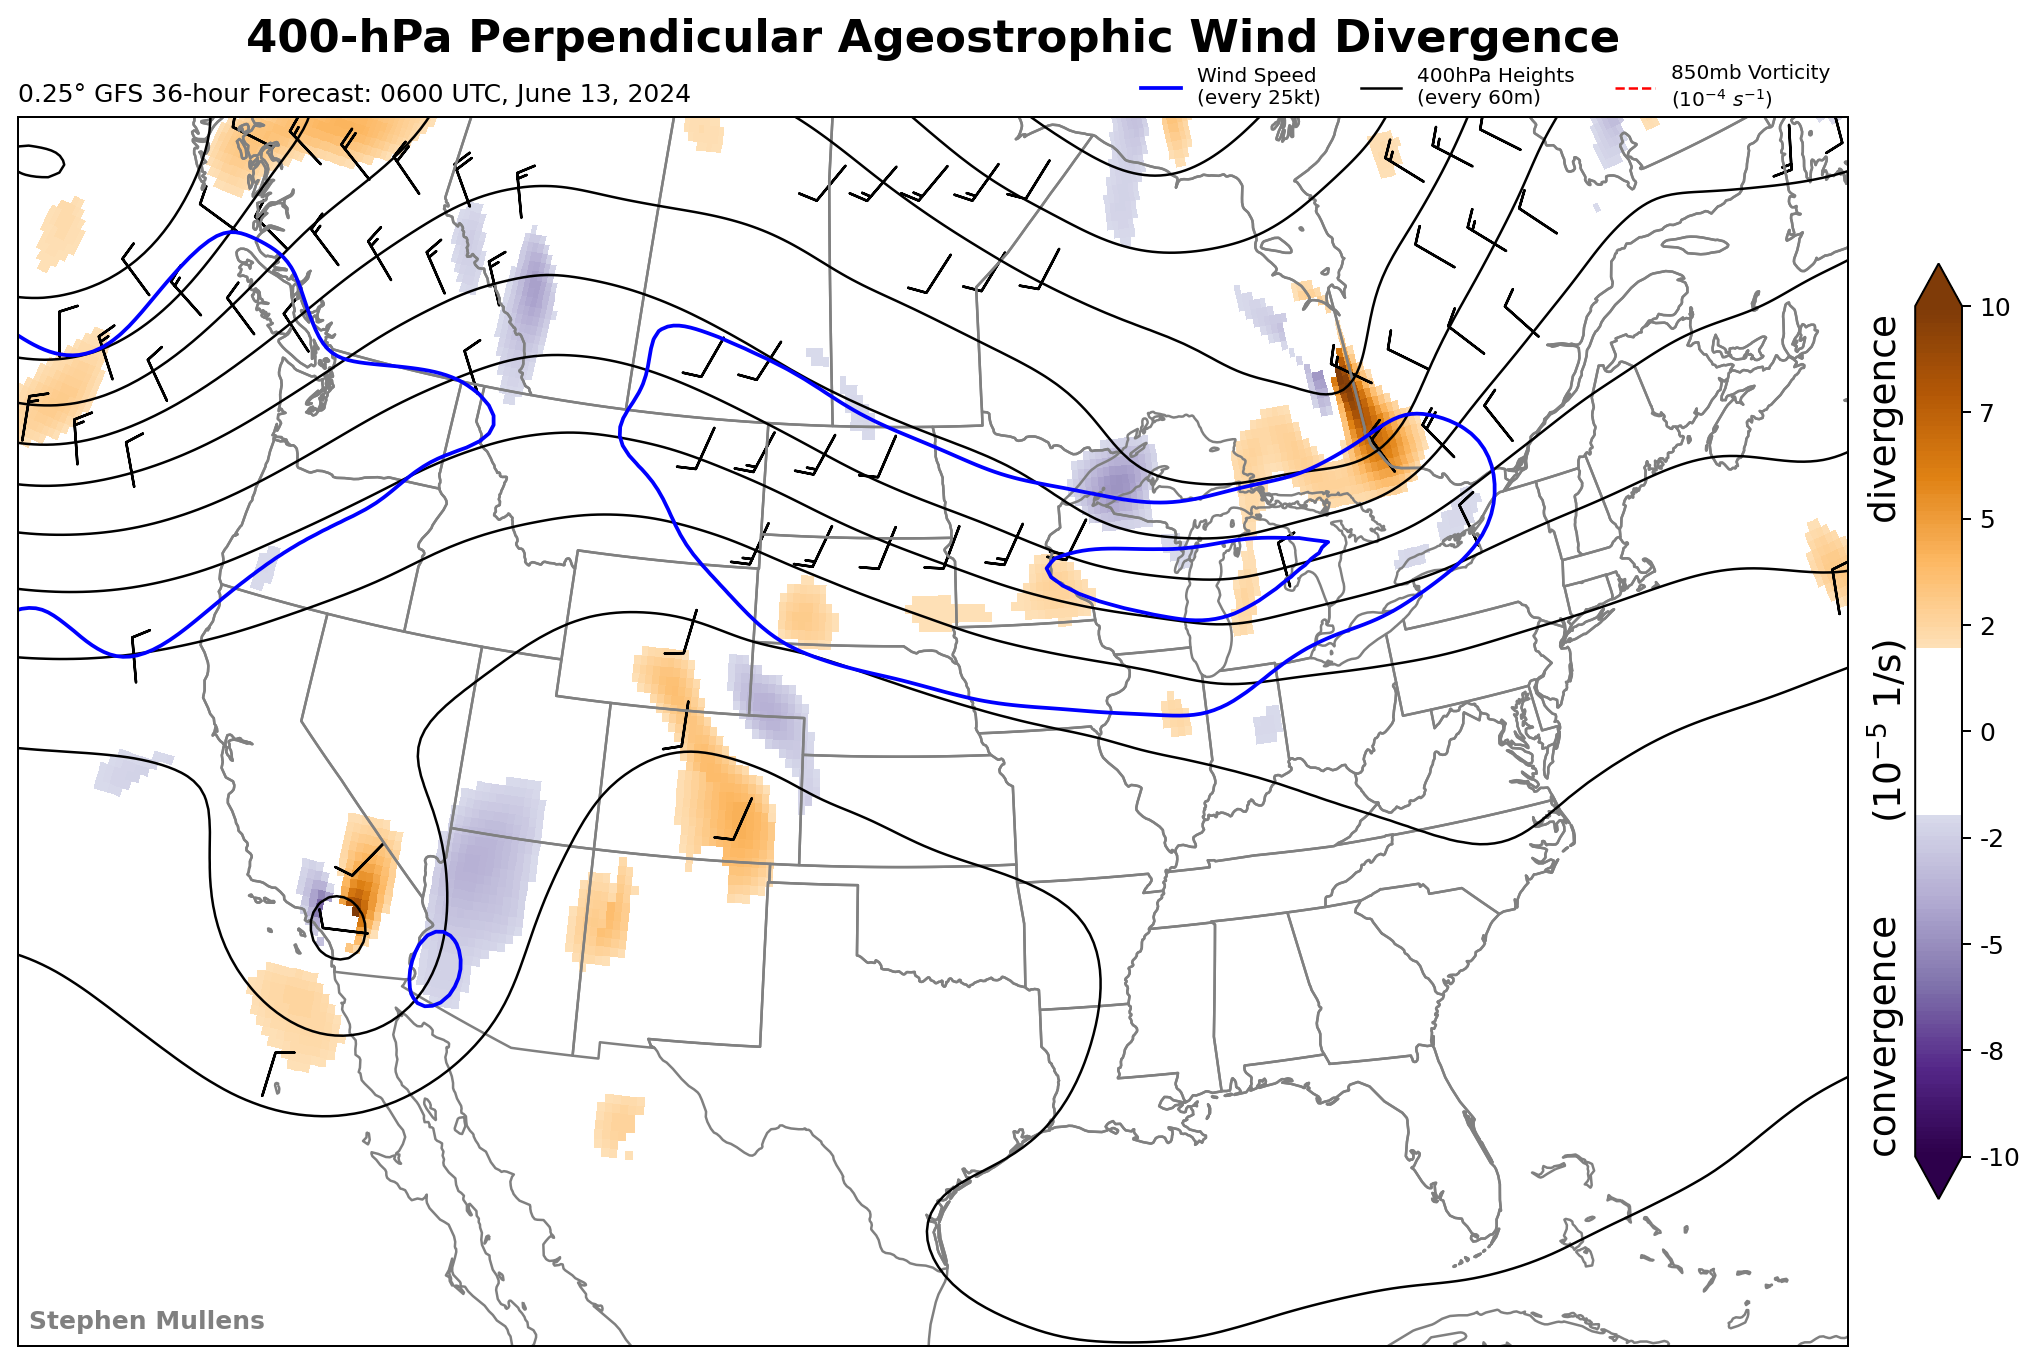 400-hPa Perpendicular Ageostrophic Wind Divergence
0.25° GFS 36-hour Forecast: 0600 UTC, June 13, 2024
Wind Speed
(every 25kt)
400hPa Heights
(every 60m)
850mb Vorticity
(10⁻⁴ s⁻¹)
10
7
5
2
0
-2
-5
-8
-10
convergence (10⁻⁵ 1/s) divergence
Stephen Mullens